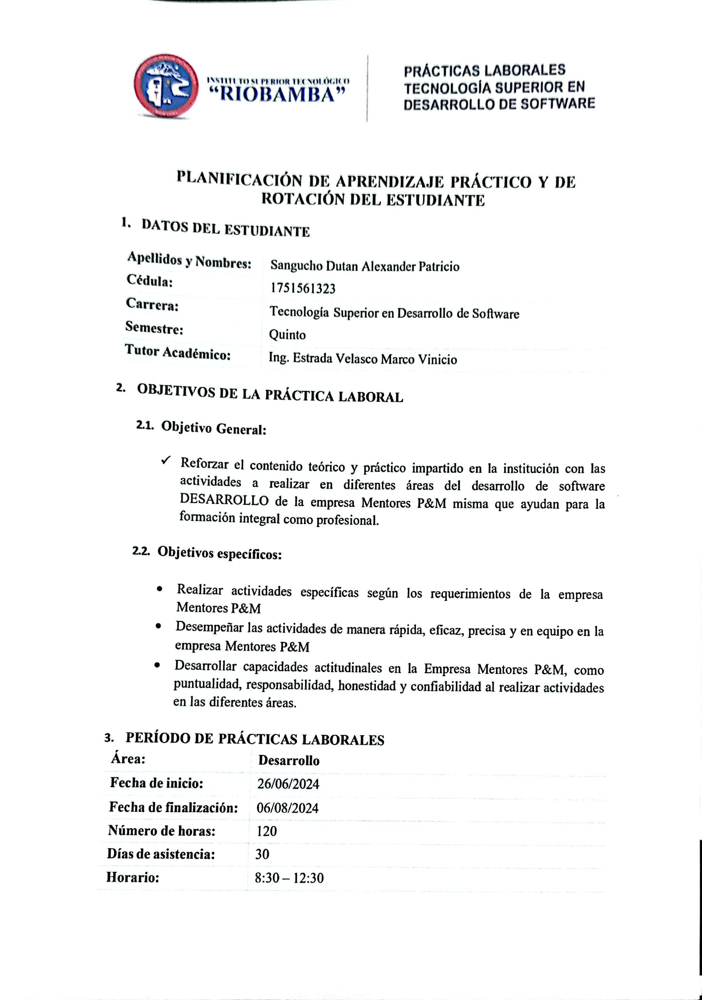 INSTITUTO SUPERIOR TECNOLÓGICO
“RIOBAMBA”
PRÁCTICAS LABORALES
TECNOLOGÍA SUPERIOR EN
DESARROLLO DE SOFTWARE
PLANIFICACIÓN DE APRENDIZAJE PRÁCTICO Y DE
ROTACIÓN DEL ESTUDIANTE
1. DATOS DEL ESTUDIANTE
Apellidos y Nombres: Sangucho Dutan Alexander Patricio
Cédula: 1751561323
Carrera: Tecnología Superior en Desarrollo de Software
Semestre: Quinto
Tutor Académico: Ing. Estrada Velasco Marco Vinicio
2. OBJETIVOS DE LA PRÁCTICA LABORAL
2.1. Objetivo General:
✓ Reforzar el contenido teórico y práctico impartido en la institución con las
actividades a realizar en diferentes áreas del desarrollo de software
DESARROLLO de la empresa Mentores P&M misma que ayudan para la
formación integral como profesional.
2.2. Objetivos específicos:
• Realizar actividades específicas según los requerimientos de la empresa
Mentores P&M
• Desempeñar las actividades de manera rápida, eficaz, precisa y en equipo en la
empresa Mentores P&M
• Desarrollar capacidades actitudinales en la Empresa Mentores P&M, como
puntualidad, responsabilidad, honestidad y confiabilidad al realizar actividades
en las diferentes áreas.
3. PERÍODO DE PRÁCTICAS LABORALES
Área: Desarrollo
Fecha de inicio: 26/06/2024
Fecha de finalización: 06/08/2024
Número de horas: 120
Días de asistencia: 30
Horario: 8:30 – 12:30